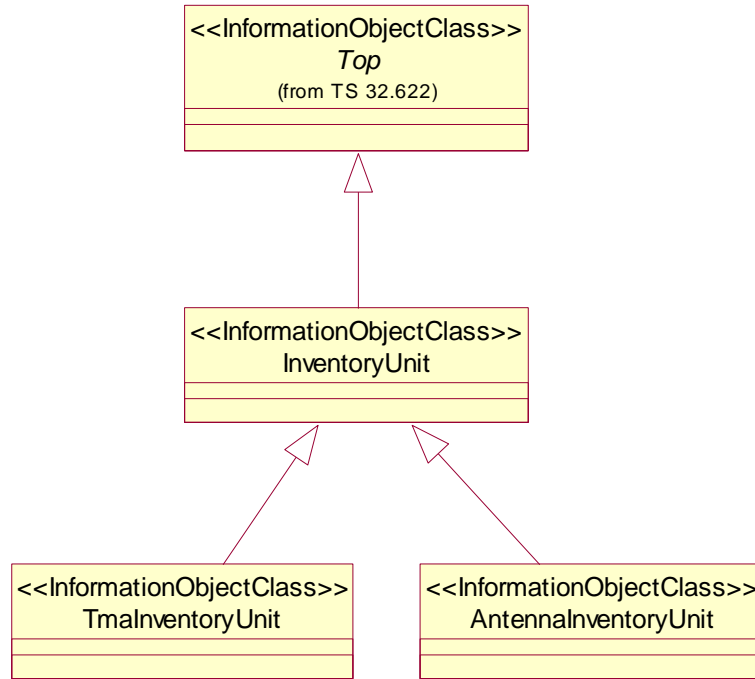 <<InformationObjectClass>>
Top
(from TS 32.622)
<<InformationObjectClass>>
InventoryUnit
<<InformationObjectClass>>
TmaInventoryUnit
<<InformationObjectClass>>
AntennaInventoryUnit